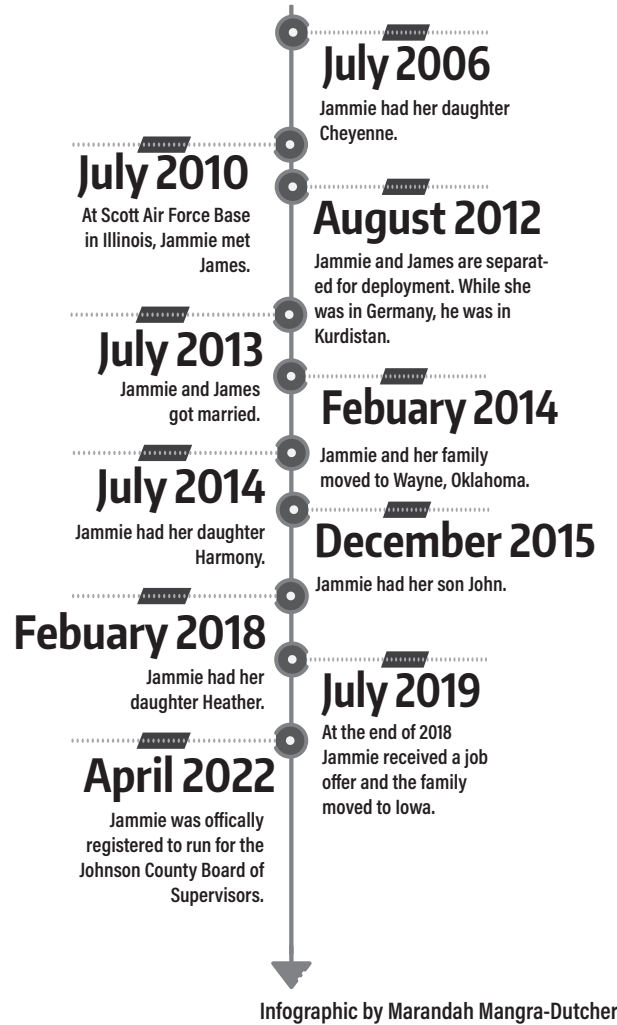 July 2006
Jammie had her daughter
Cheyenne.
July 2010
At Scott Air Force Base
in Illinois, Jammie met
James.
August 2012
Jammie and James are separat-
ed for deployment. While she
was in Germany, he was in
Kurdistan.
July 2013
Jammie and James
got married.
Febuary 2014
Jammie and her family
moved to Wayne, Oklahoma.
July 2014
Jammie had her daughter
Harmony.
December 2015
Jammie had her son John.
Febuary 2018
Jammie had her
daughter Heather.
July 2019
At the end of 2018
Jammie received a job
offer and the family
moved to Iowa.
April 2022
Jammie was offically
registered to run for the
Johnson County Board of
Supervisors.
Infographic by Marandah Mangra-Dutcher